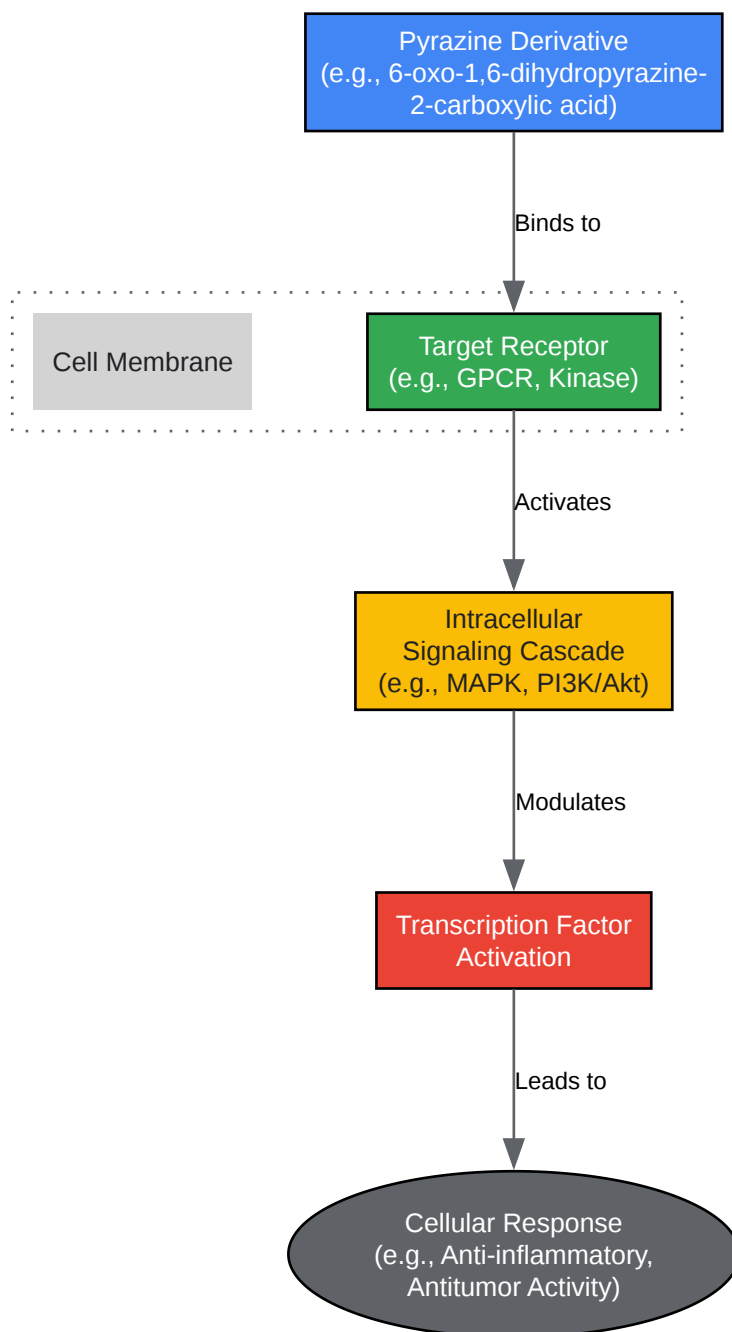 Pyrazine Derivative
(e.g., 6-oxo-1,6-dihydropyrazine-
2-carboxylic acid)
Binds to
Cell Membrane
Target Receptor
(e.g., GPCR, Kinase)
Activates
Intracellular
Signaling Cascade
(e.g., MAPK, PI3K/Akt)
Modulates
Transcription Factor
Activation
Leads to
Cellular Response
(e.g., Anti-inflammatory,
Antitumor Activity)